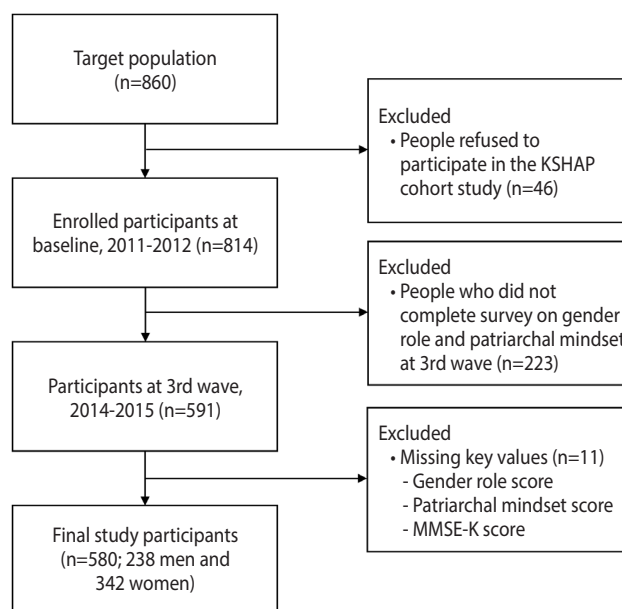 Target population
(n=860)
Excluded
• People refused to
participate in the KSHAP
cohort study (n=46)
Enrolled participants at
baseline, 2011-2012 (n=814)
Excluded
• People who did not
complete survey on gender
role and patriarchal mindset
at 3rd wave (n=223)
Participants at 3rd wave,
2014-2015 (n=591)
Excluded
• Missing key values (n=11)
- Gender role score
- Patriarchal mindset score
- MMSE-K score
Final study participants
(n=580; 238 men and
342 women)